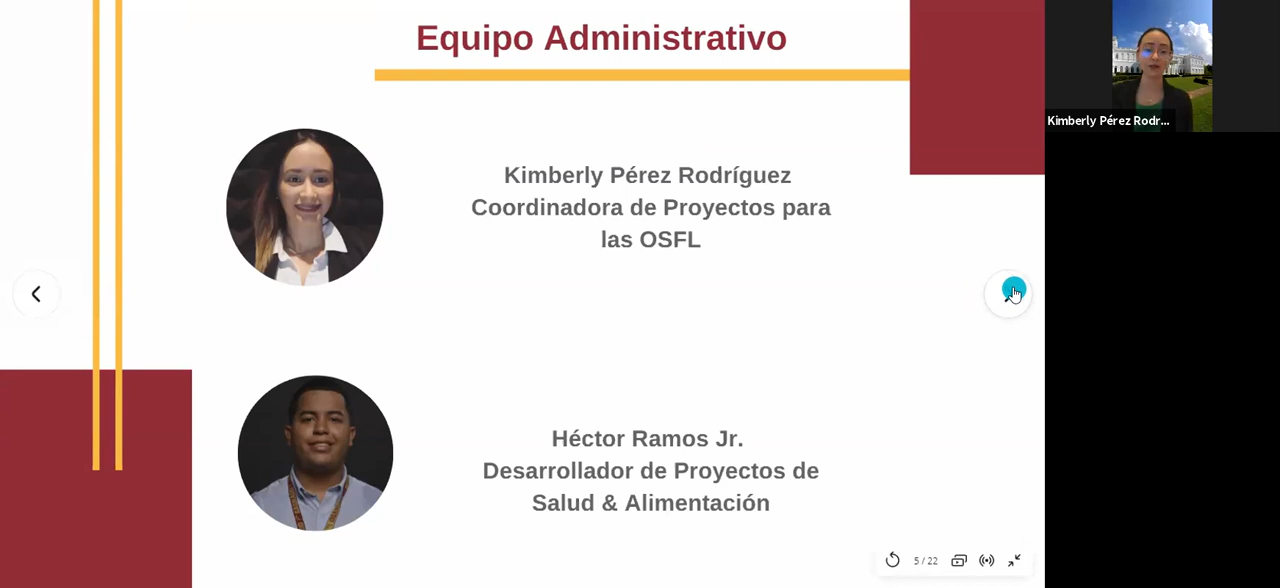 Equipo Administrativo
Kimberly Pérez Rodr...
Kimberly Pérez Rodríguez
Coordinadora de Proyectos para
las OSFL
Héctor Ramos Jr.
Desarrollador de Proyectos de
Salud & Alimentación
5 / 22